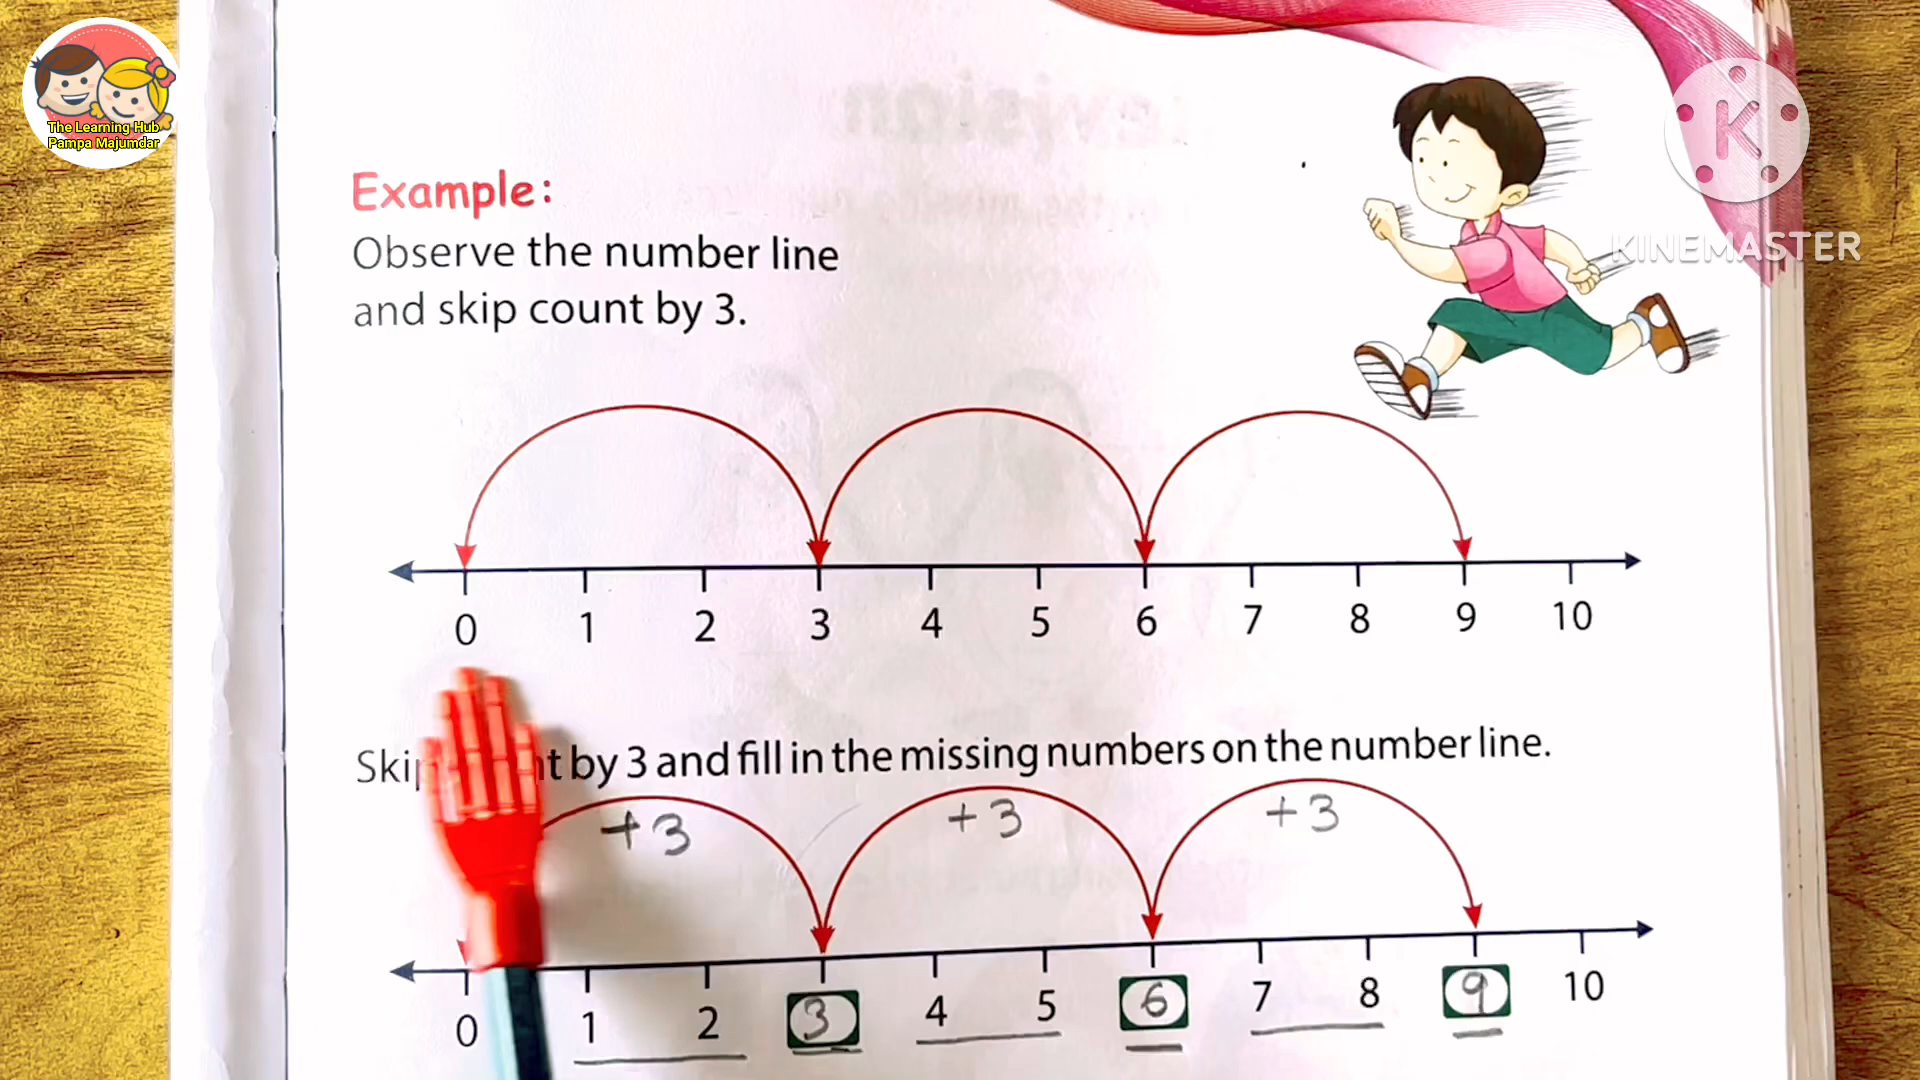 The Learning Hub
Pampa Majumdar
KINEMASTER
Example:
Observe the number line
and skip count by 3.
0 1 2 3 4 5 6 7 8 9 10
by 3 and fill in the missing numbers on the number line.
+3 +3 +3
0 1 2 3 4 5 6 7 8 9 10